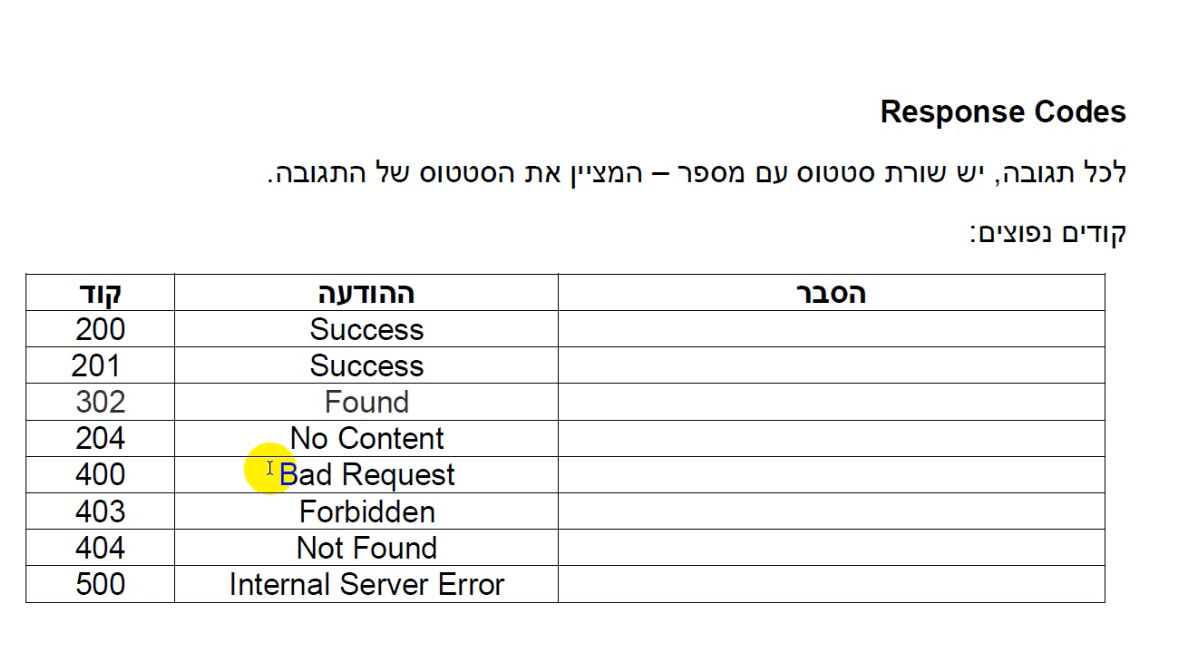 Response Codes
לכל תגובה, יש שורת סטטוס עם מספר – המציין את הסטטוס של התגובה.
קודים נפוצים:
קוד ההודעה הסבר
200 Success
201 Success
302 Found
204 No Content
400 Bad Request
403 Forbidden
404 Not Found
500 Internal Server Error